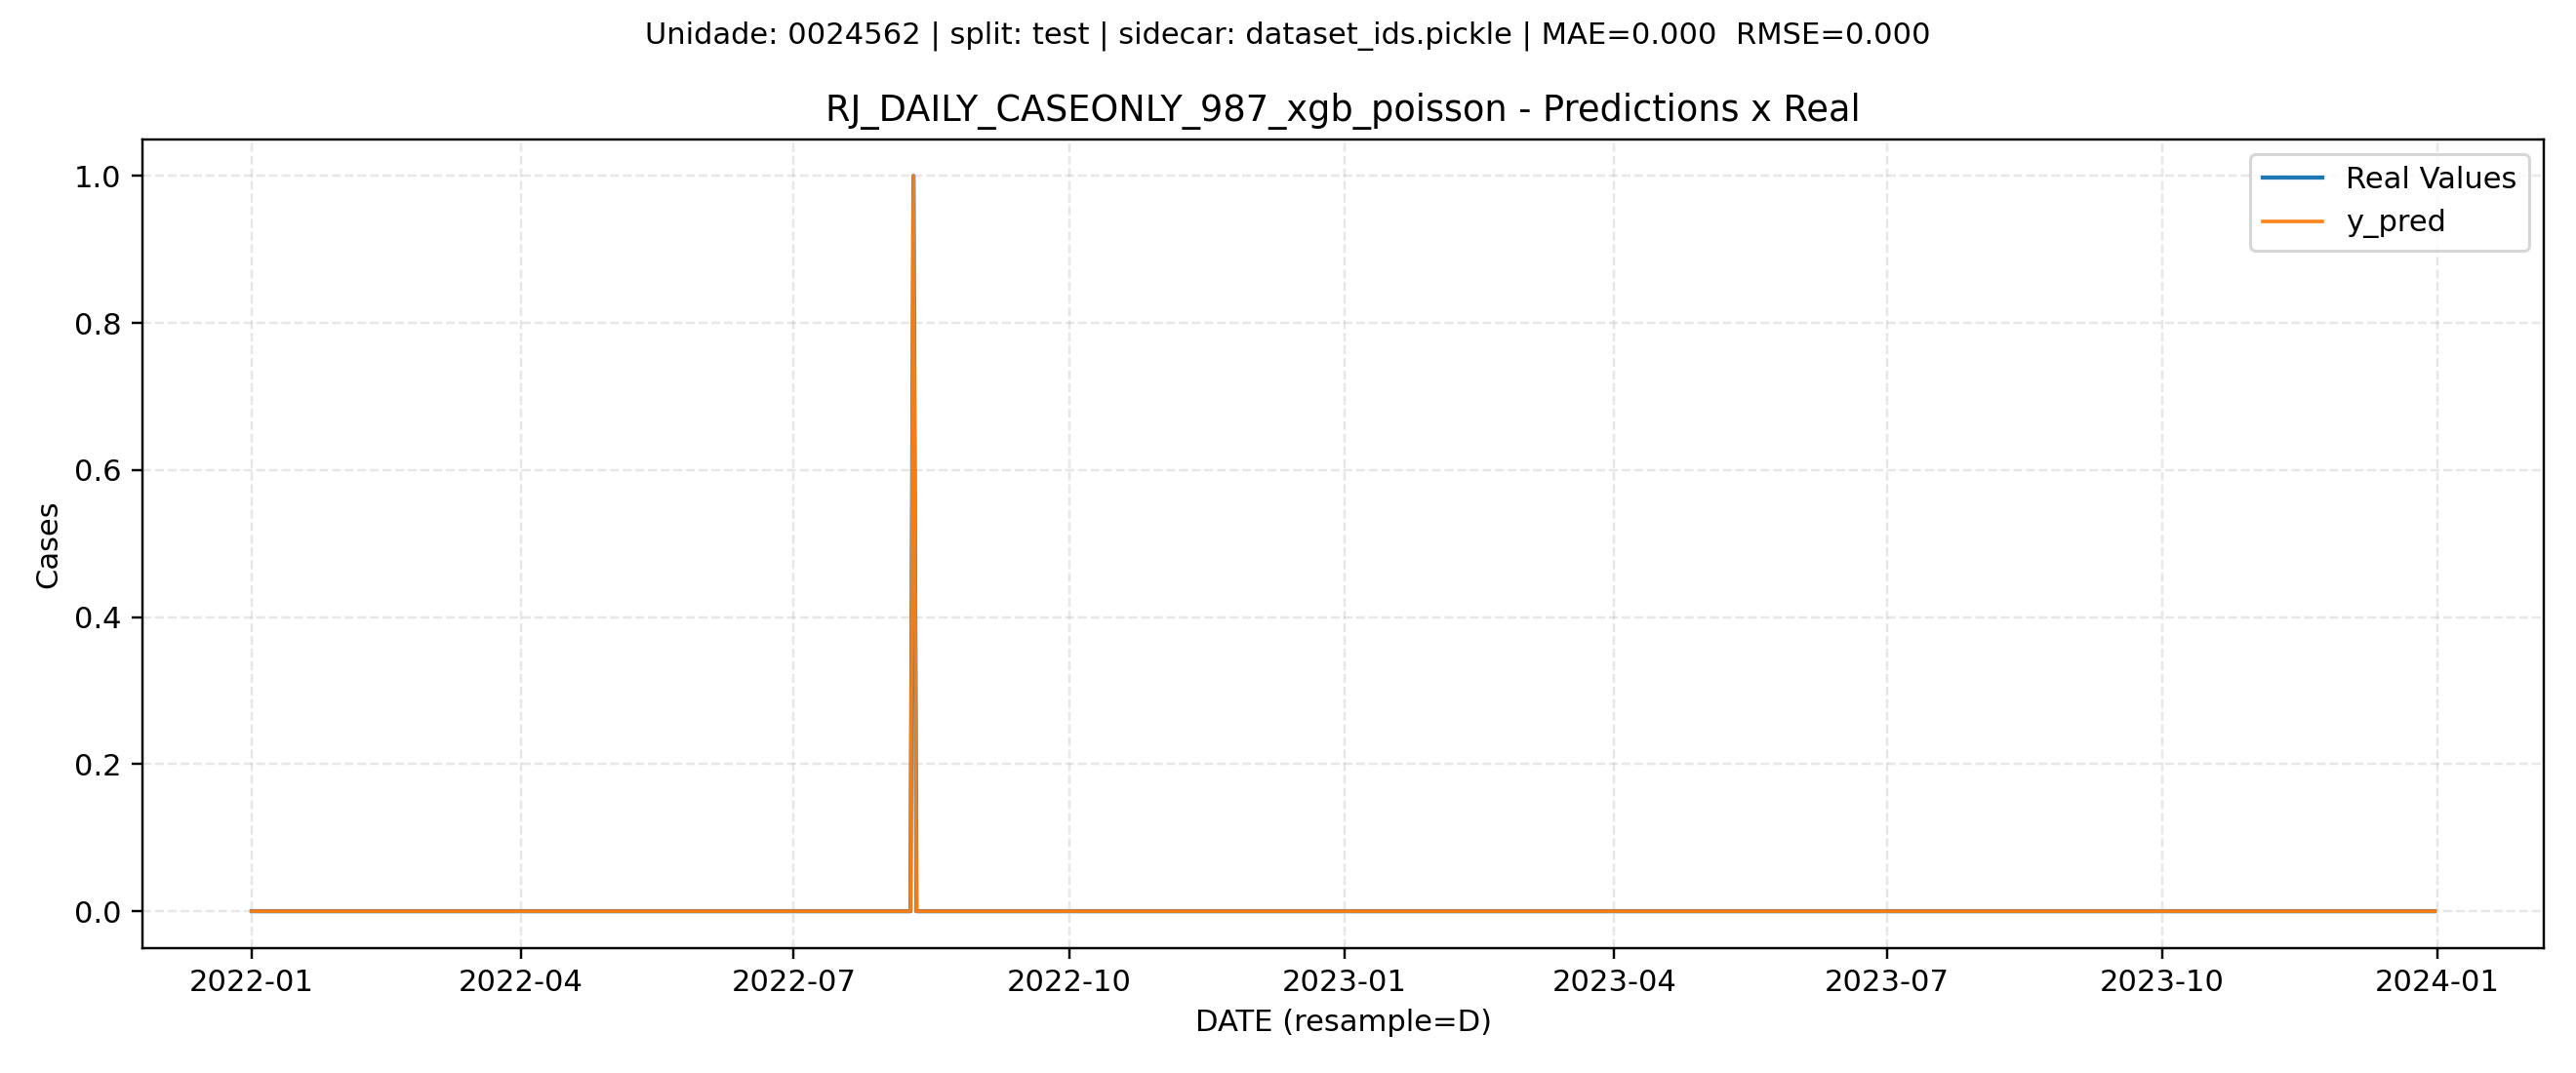 Unidade: 0024562 | split: test | sidecar: dataset_ids.pickle | MAE=0.000  RMSE=0.000
RJ_DAILY_CASEONLY_987_xgb_poisson - Predictions x Real
Real Values
y_pred
Cases
1.0
0.8
0.6
0.4
0.2
0.0
2022-01 2022-04 2022-07 2022-10 2023-01 2023-04 2023-07 2023-10 2024-01
DATE (resample=D)